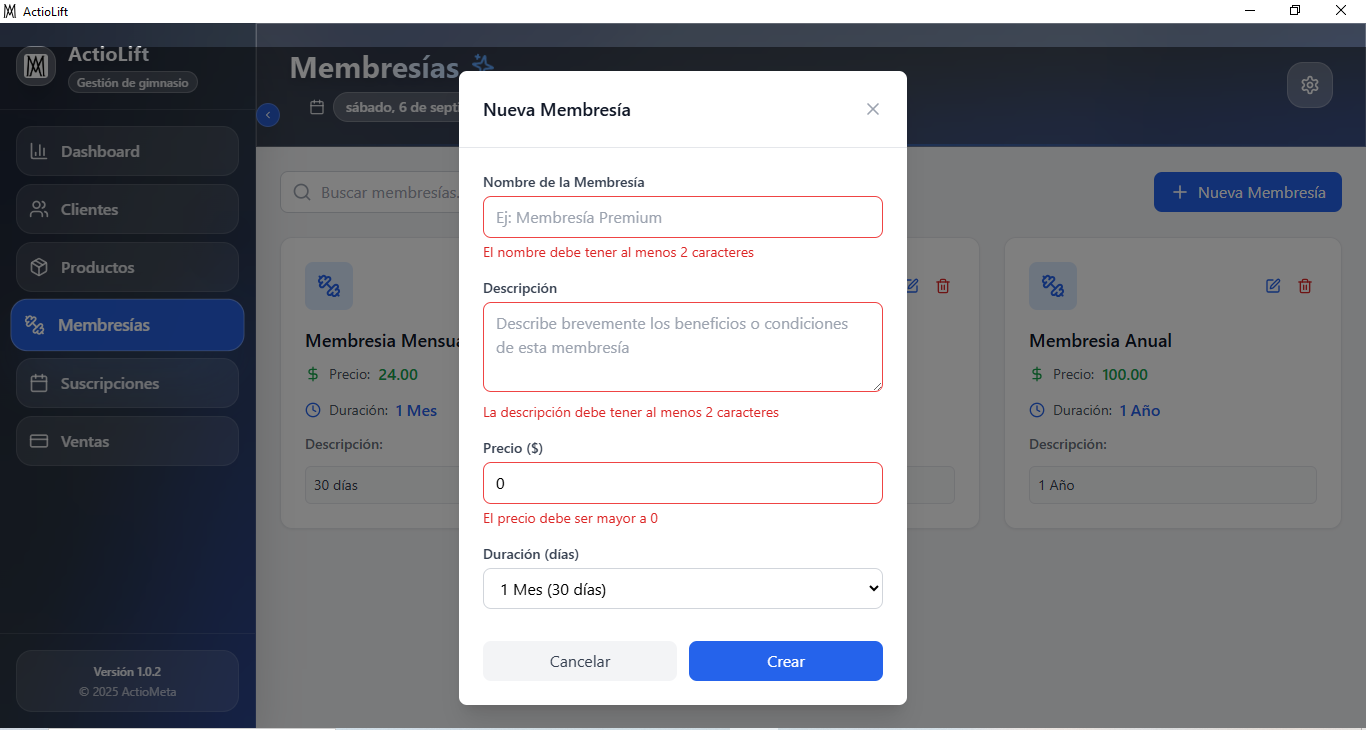 ActioLift
ActioLift
Gestión de gimnasio
Membresías
sábado, 6 de septi
Dashboard
Clientes
Productos
Membresías
Suscripciones
Ventas
Versión 1.0.2
© 2025 ActioMeta
Buscar membresías.
Nueva Membresía
Membresia Mensua
Precio: 24.00
Duración: 1 Mes
Descripción:
30 días
Membresia Anual
Precio: 100.00
Duración: 1 Año
Descripción:
1 Año
Nueva Membresía
Nombre de la Membresía
Ej: Membresía Premium
El nombre debe tener al menos 2 caracteres
Descripción
Describe brevemente los beneficios o condiciones
de esta membresía
La descripción debe tener al menos 2 caracteres
Precio ($)
0
El precio debe ser mayor a 0
Duración (días)
1 Mes (30 días)
Cancelar
Crear